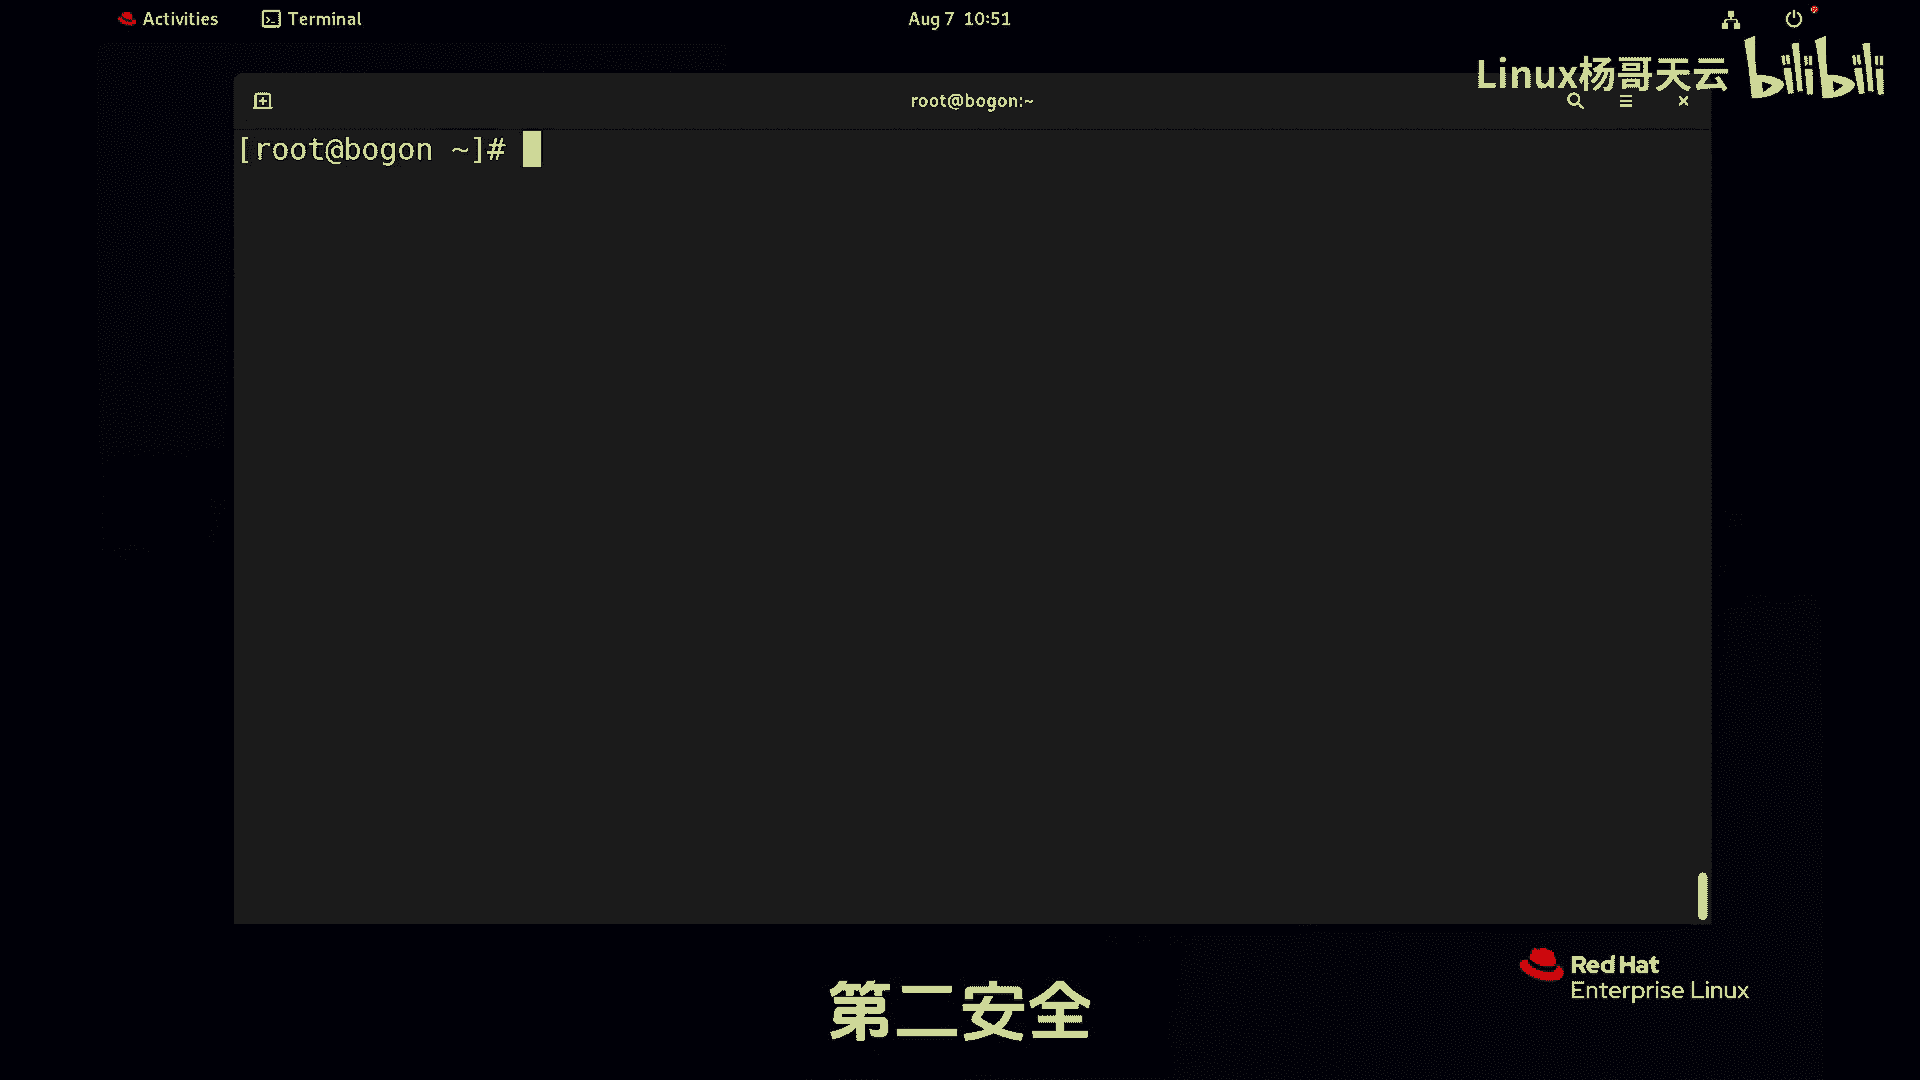 Activities Terminal Aug 7 10:51
Linux杨哥天云 bilibili
root@bogon:~
[root@bogon ~]#
Red Hat
Enterprise Linux
第二安全